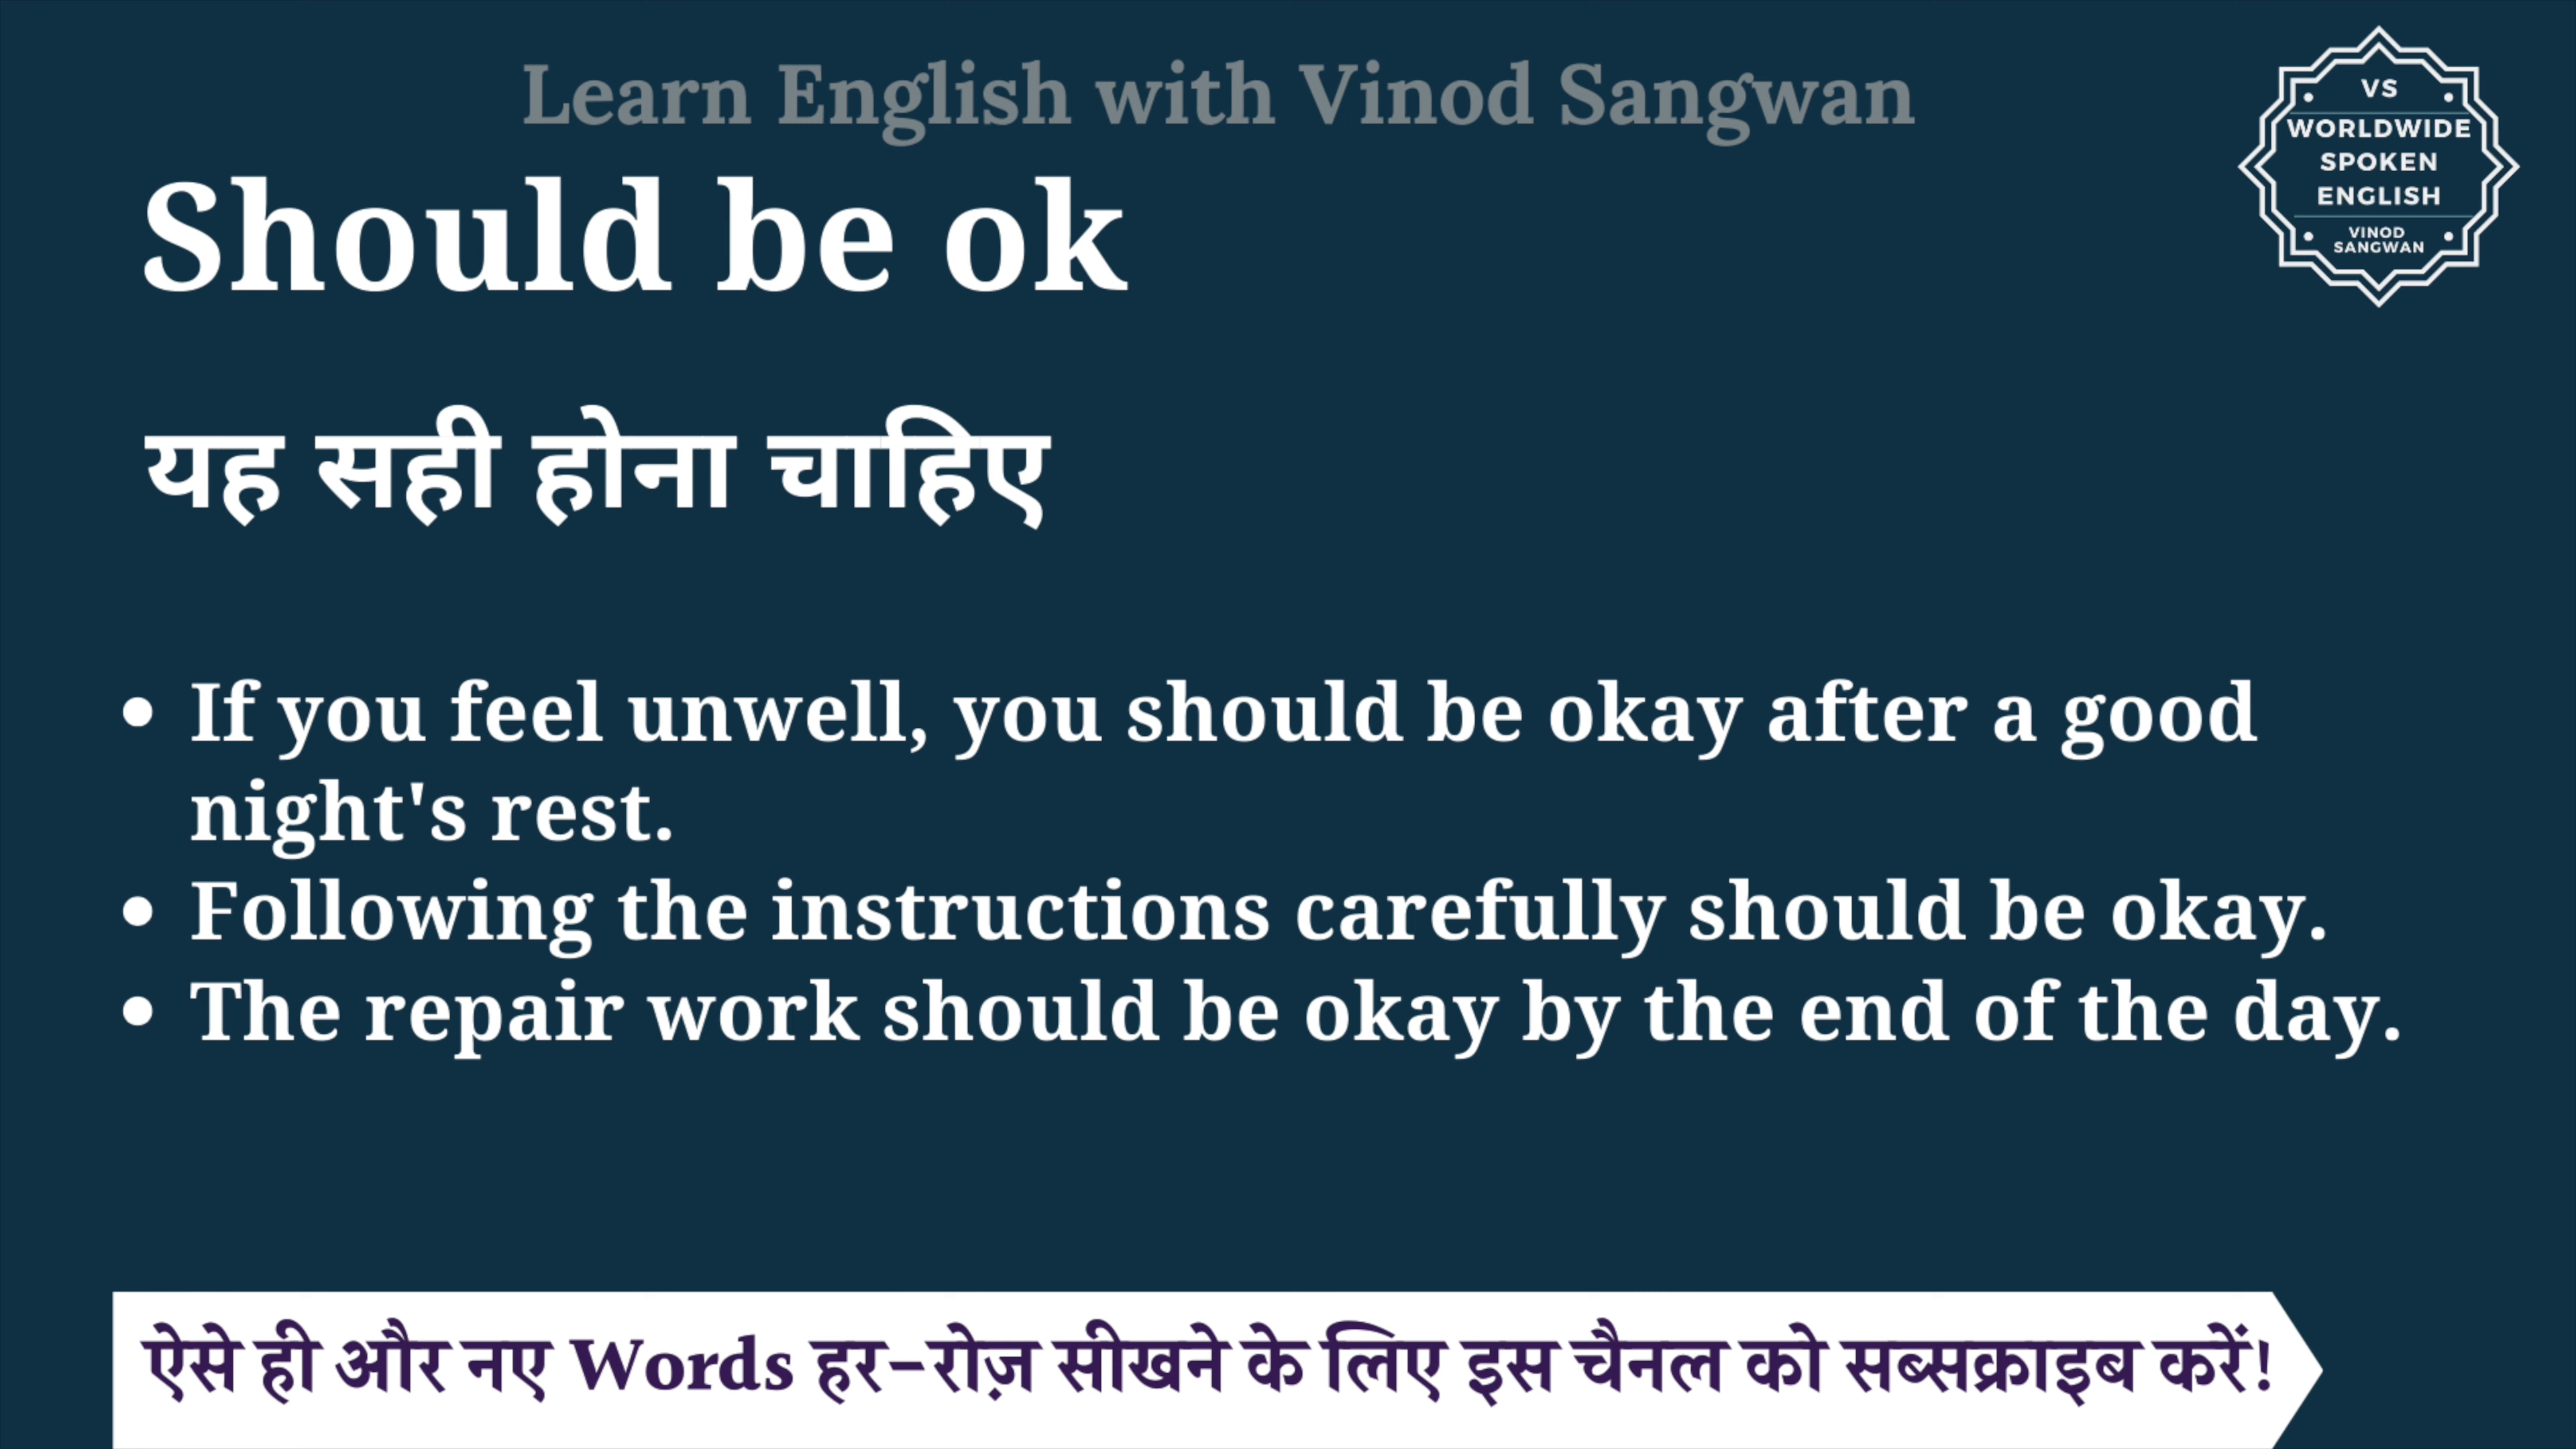 Learn English with Vinod Sangwan
VS
WORLDWIDE
SPOKEN
ENGLISH
VINOD
SANGWAN
Should be ok
यह सही होना चाहिए
• If you feel unwell, you should be okay after a good
night's rest.
• Following the instructions carefully should be okay.
• The repair work should be okay by the end of the day.
ऐसे ही और नए Words हर-रोज़ सीखने के लिए इस चैनल को सब्सक्राइब करें!